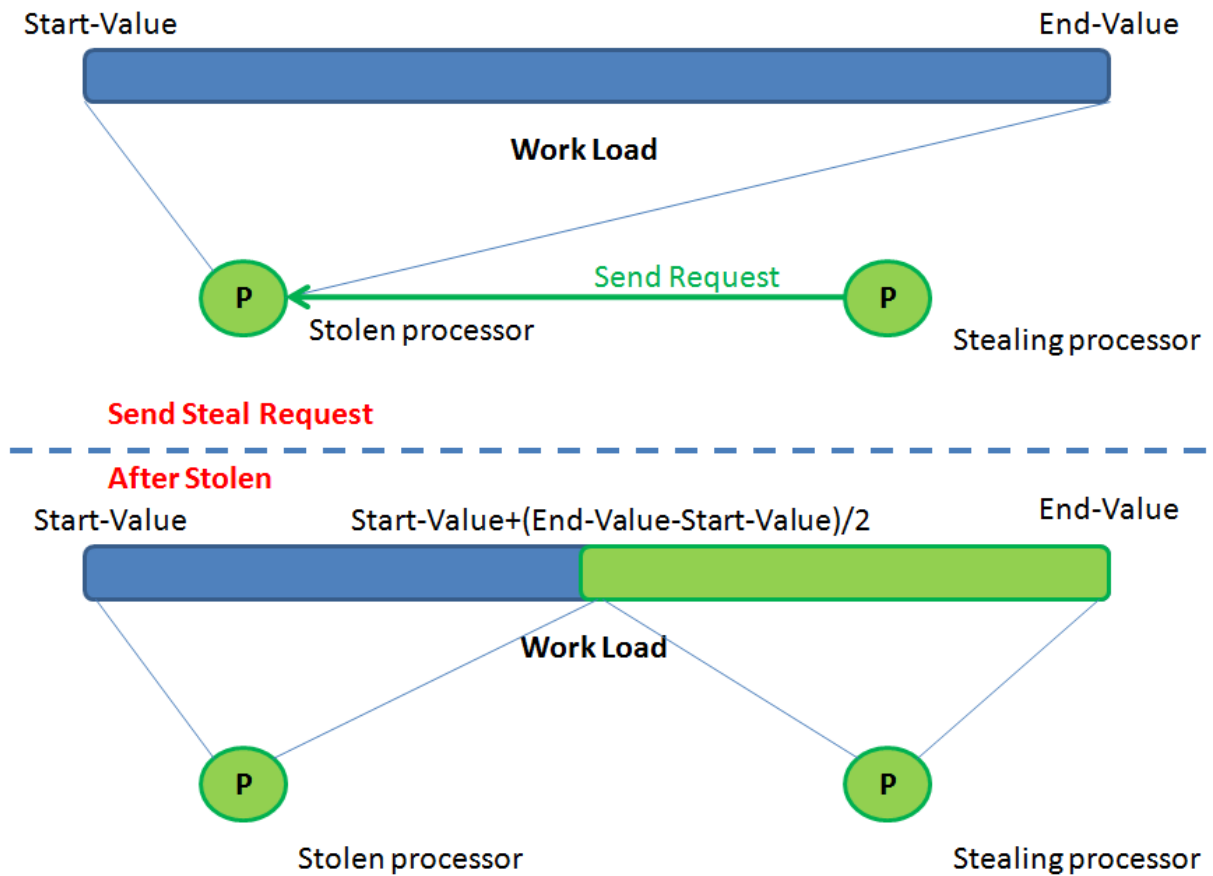 Start-Value
End-Value
Work Load
Send Request
P
P
Stolen processor
Stealing processor
Send Steal Request
After Stolen
Start-Value
Start-Value+(End-Value-Start-Value)/2
End-Value
Work Load
P
P
Stolen processor
Stealing processor